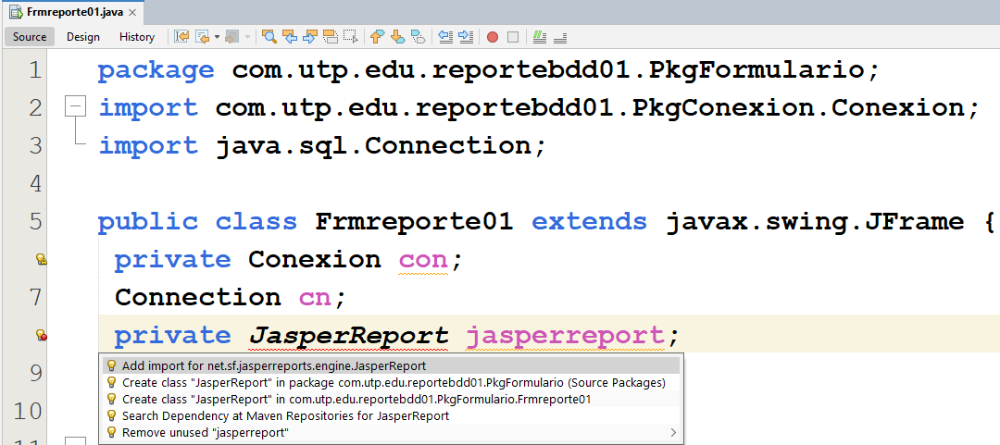 Frmreporte01.java
Source Design History
1 package com.utp.edu.reportebdd01.PkgFormulario;
2 import com.utp.edu.reportebdd01.PkgConexion.Conexion;
3 import java.sql.Connection;
4
5 public class Frmreporte01 extends javax.swing.JFrame {
private Conexion con;
7 Connection cn;
private JasperReport jasperreport;
9
10
Add import for net.sf.jasperreports.engine.JasperReport
Create class "JasperReport" in package com.utp.edu.reportebdd01.PkgFormulario (Source Packages)
Create class "JasperReport" in com.utp.edu.reportebdd01.PkgFormulario.Frmreporte01
Search Dependency at Maven Repositories for JasperReport
Remove unused "jasperreport"